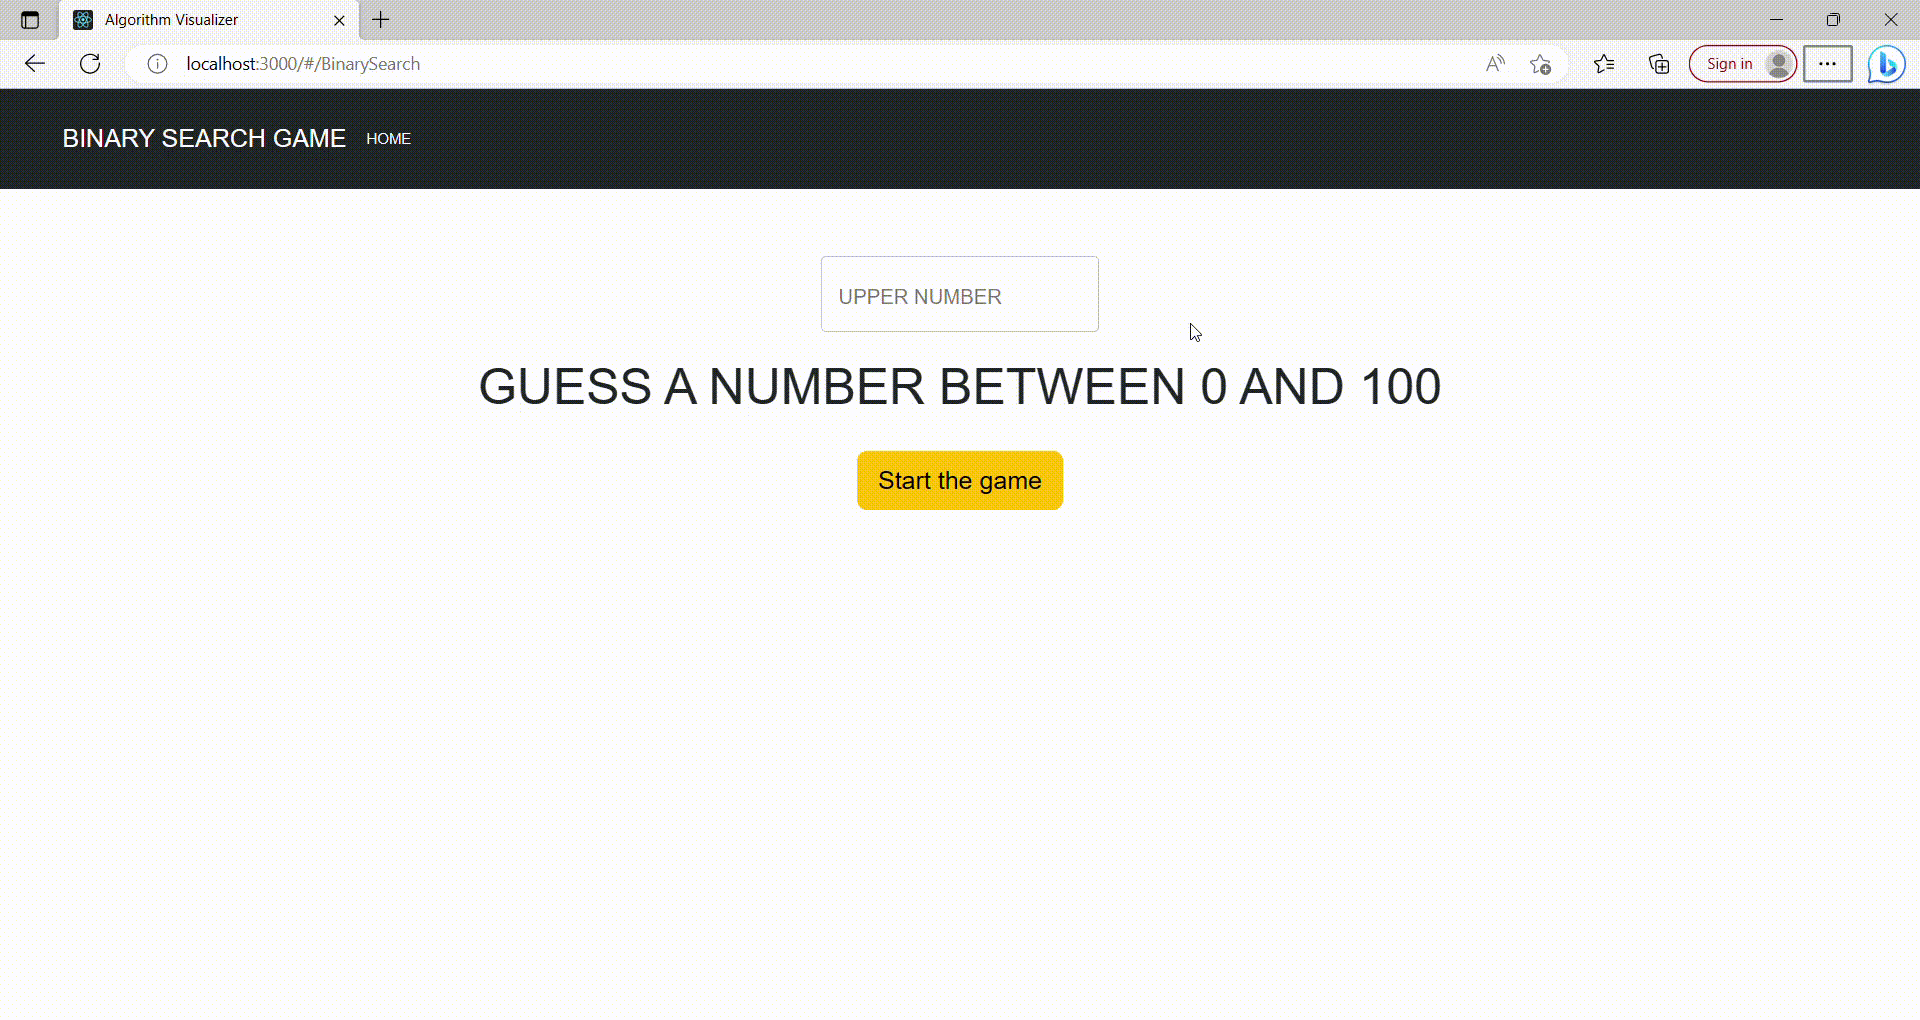 Algorithm Visualizer
localhost:3000/#/BinarySearch
Sign in
BINARY SEARCH GAME HOME
UPPER NUMBER
GUESS A NUMBER BETWEEN 0 AND 100
Start the game